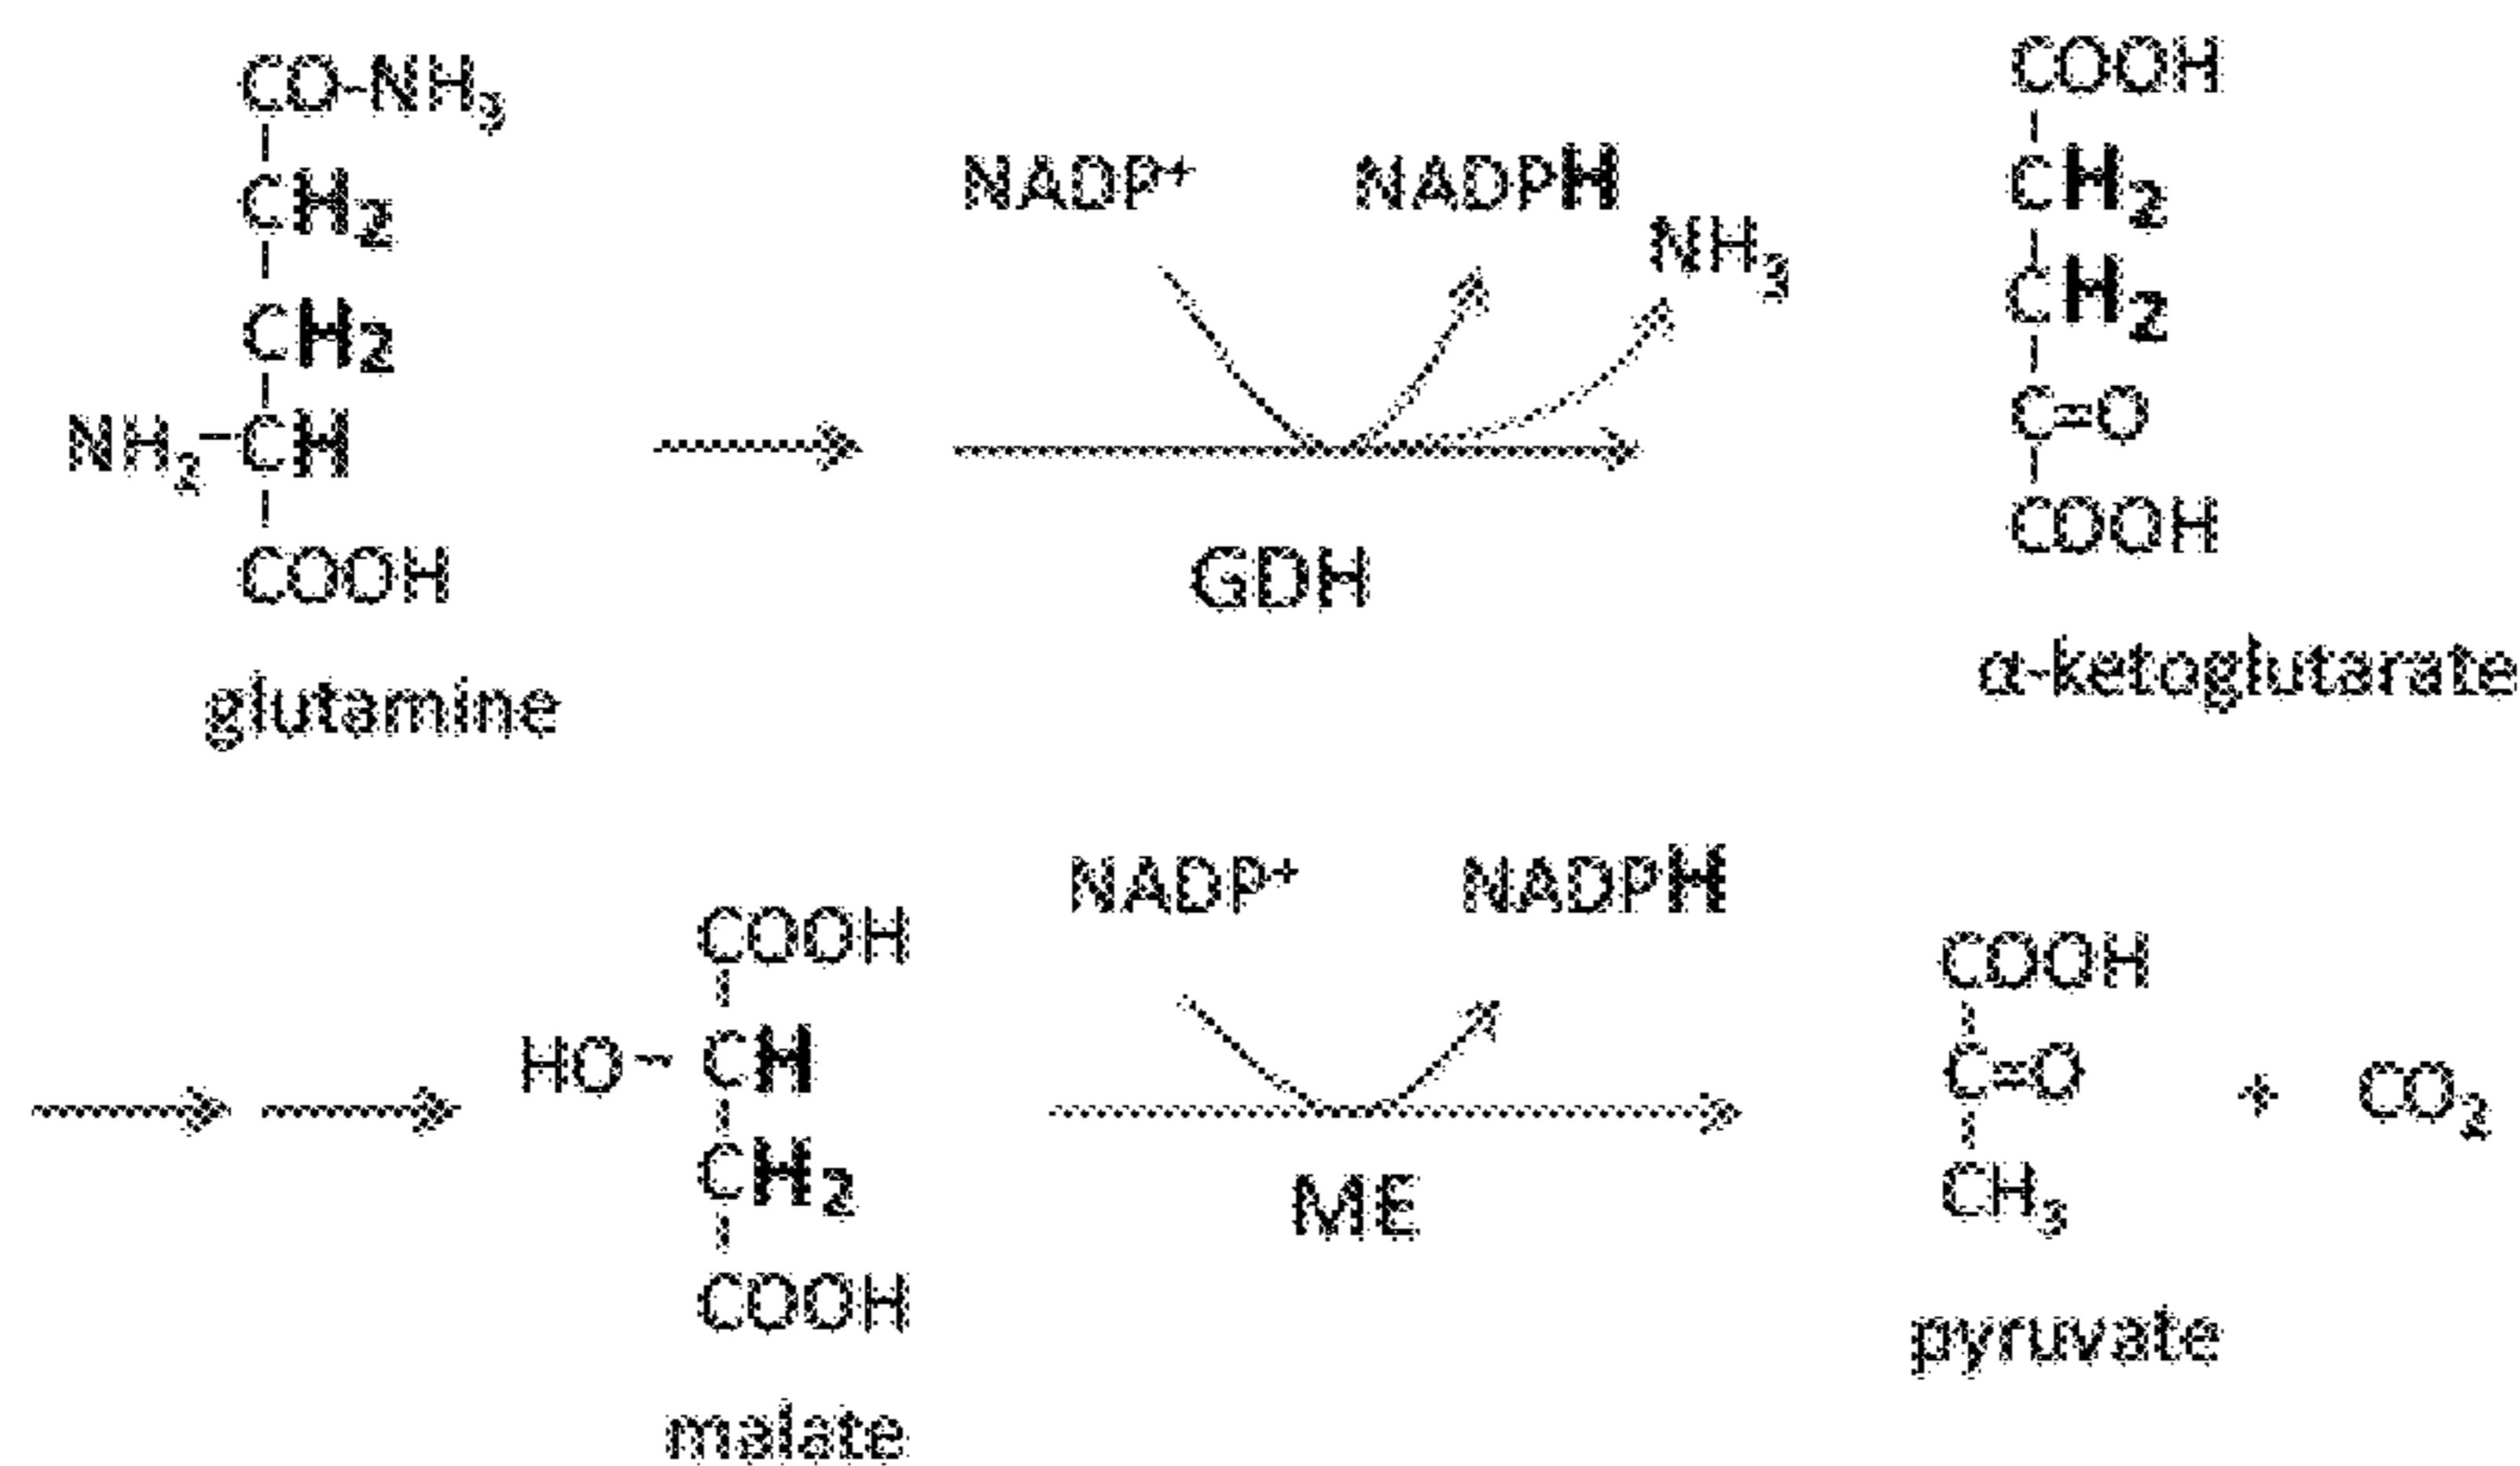 CO-NH₃
CH₂
CH₂
NH₂-CH
COOH
glutamine
NADP⁺ NADPH
NH₃
GDH
COOH
CH₂
CH₂
C=O
COOH
α-ketoglutarate
COOH
HO- CH
CH₂
COOH
malate
NADP⁺ NADPH
ME
COOH
C=O + CO₂
CH₃
pyruvate